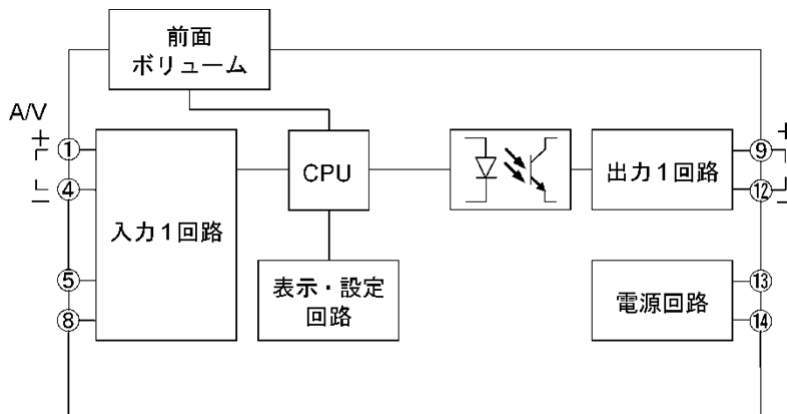 前面
ボリューム
A/V
+
①
④
−
⑤
⑧
入力1回路
CPU
表示・設定
回路
出力1回路
⑨
+
⑫
−
電源回路
⑬
⑭